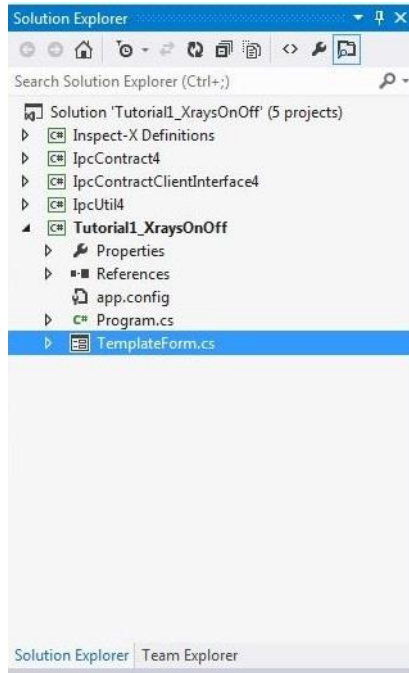 Solution Explorer
Search Solution Explorer (Ctrl+;)
Solution 'Tutorial1_XraysOnOff' (5 projects)
C# Inspect-X Definitions
C# IpcContract4
C# IpcContractClientInterface4
C# IpcUtil4
C# Tutorial1_XraysOnOff
Properties
References
app.config
C# Program.cs
TemplateForm.cs
Solution Explorer Team Explorer